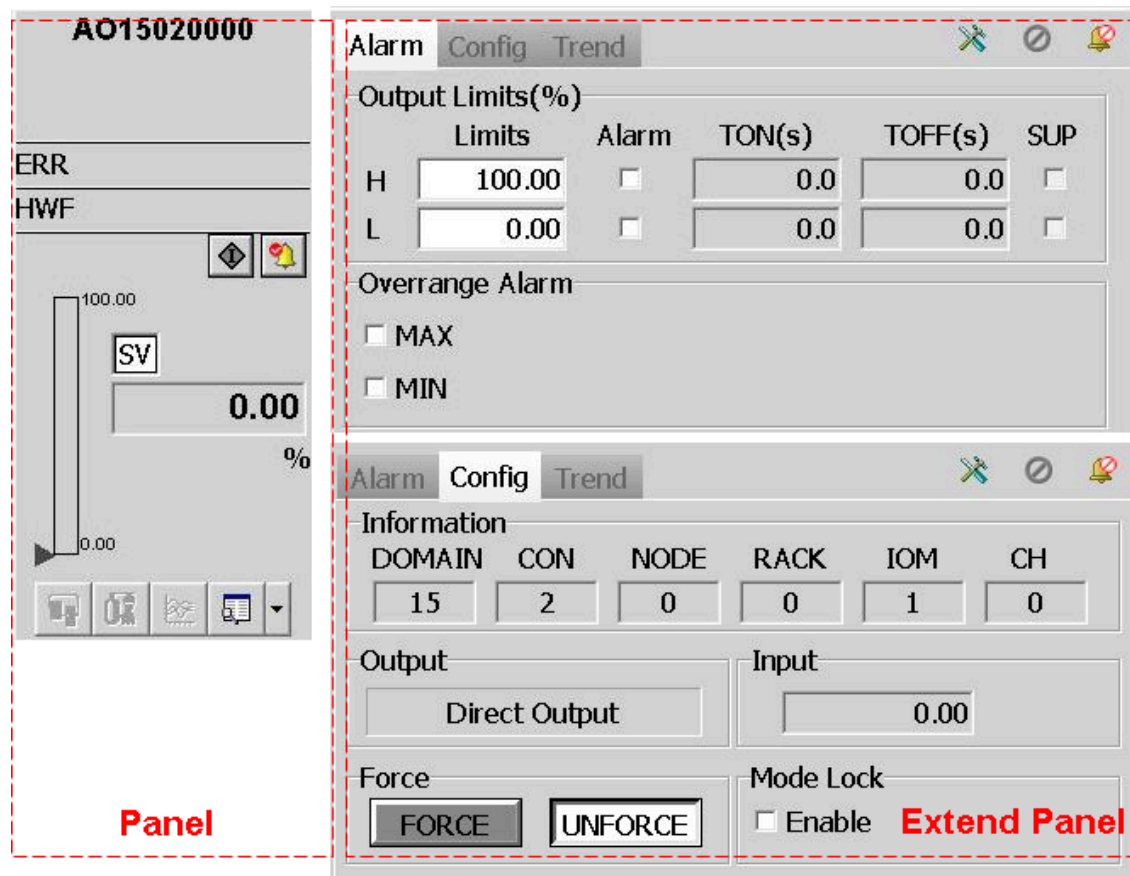 AO15020000
ERR
HWF
100.00
SV
0.00
%
0.00
Panel
Alarm Config Trend
Output Limits(%)
Limits Alarm TON(s) TOFF(s) SUP
H 100.00 0.0 0.0
L 0.00 0.0 0.0
Overrange Alarm
MAX
MIN
Alarm Config Trend
Information
DOMAIN CON NODE RACK IOM CH
15 2 0 0 1 0
Output Input
Direct Output 0.00
Force Mode Lock
FORCE UNFORCE Enable
Extend Panel